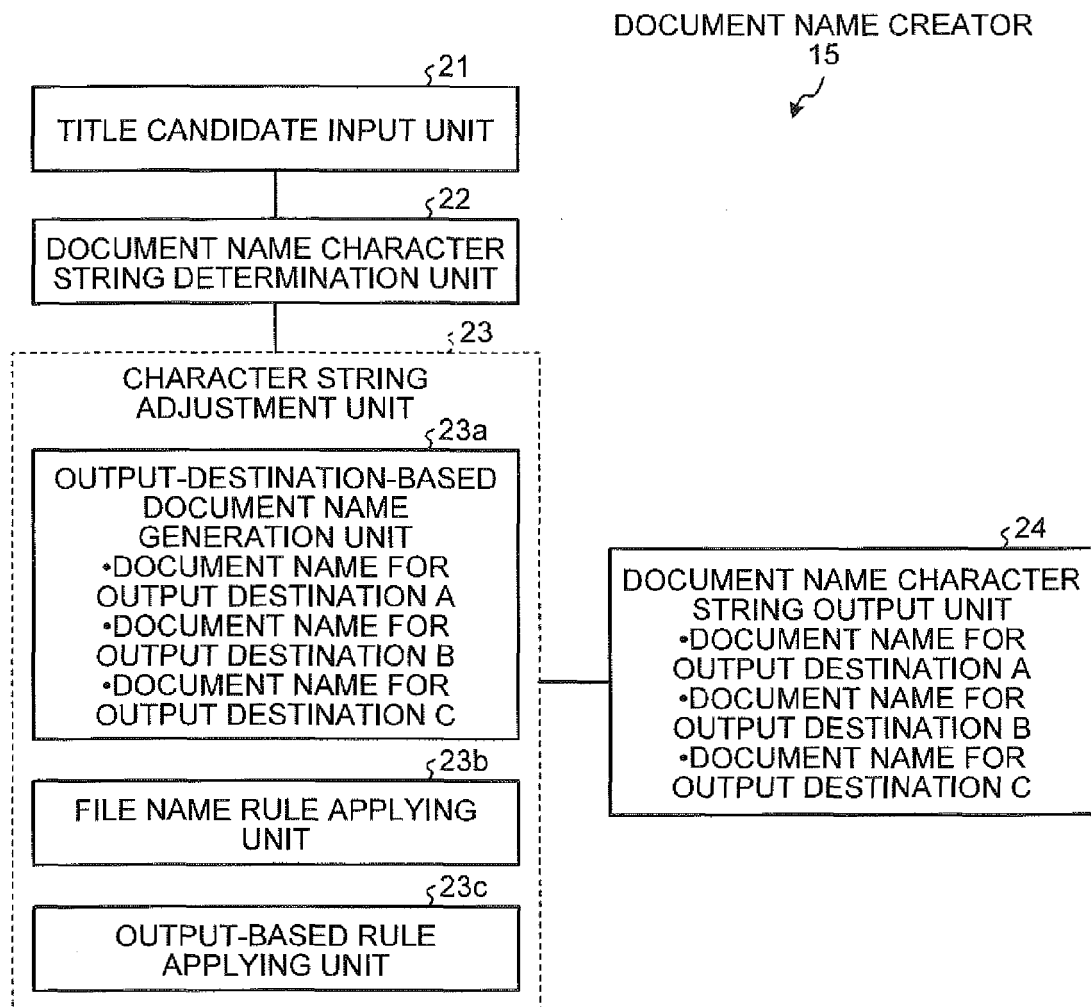 DOCUMENT NAME CREATOR
15
21
TITLE CANDIDATE INPUT UNIT
22
DOCUMENT NAME CHARACTER
STRING DETERMINATION UNIT
23
CHARACTER STRING
ADJUSTMENT UNIT
23a
OUTPUT-DESTINATION-BASED
DOCUMENT NAME
GENERATION UNIT
•DOCUMENT NAME FOR
OUTPUT DESTINATION A
•DOCUMENT NAME FOR
OUTPUT DESTINATION B
•DOCUMENT NAME FOR
OUTPUT DESTINATION C
23b
FILE NAME RULE APPLYING
UNIT
23c
OUTPUT-BASED RULE
APPLYING UNIT
24
DOCUMENT NAME CHARACTER
STRING OUTPUT UNIT
•DOCUMENT NAME FOR
OUTPUT DESTINATION A
•DOCUMENT NAME FOR
OUTPUT DESTINATION B
•DOCUMENT NAME FOR
OUTPUT DESTINATION C